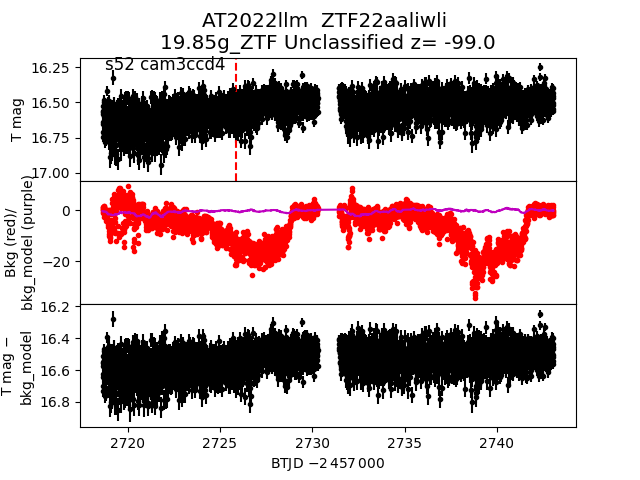 AT2022llm  ZTF22aaliwli
19.85g_ZTF Unclassified z= -99.0
s52 cam3ccd4
T mag
16.25
16.50
16.75
17.00
Bkg (red)/
bkg_model (purple)
0
−20
T mag −
bkg_model
16.2
16.4
16.6
16.8
2720
2725
2730
2735
2740
BTJD −2 457 000